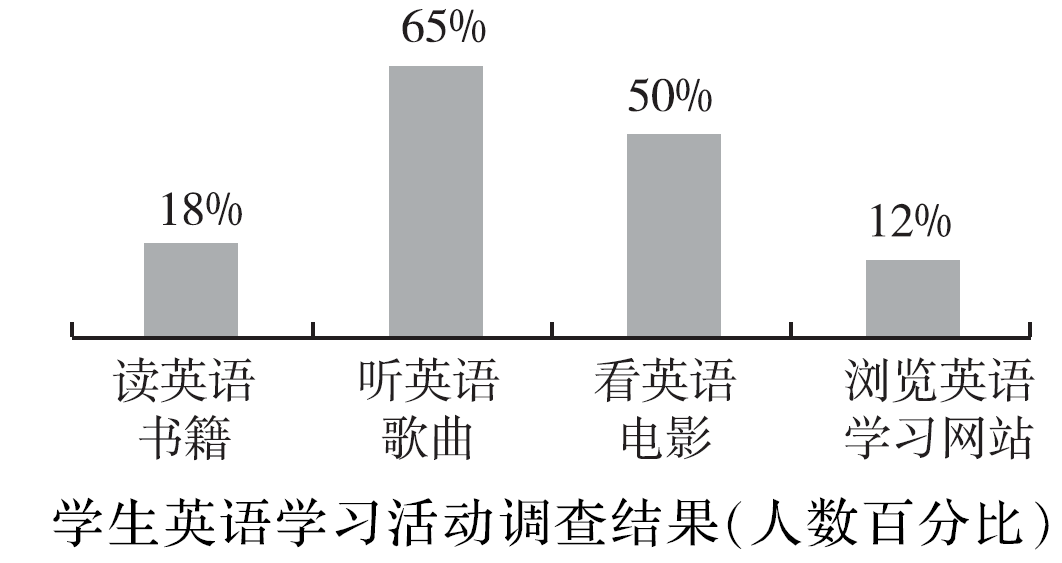 65%
50%
18%
12%
读英语 听英语 看英语 浏览英语
书籍 歌曲 电影 学习网站
学生英语学习活动调查结果(人数百分比)